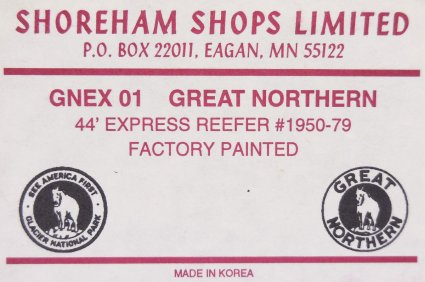 SHOREHAM SHOPS LIMITED
P.O. BOX 22011, EAGAN, MN 55122
GNEX 01 GREAT NORTHERN
44' EXPRESS REEFER #1950-79
FACTORY PAINTED
SEE AMERICA FIRST
GLACIER NATIONAL PARK
GREAT
NORTHERN
MADE IN KOREA